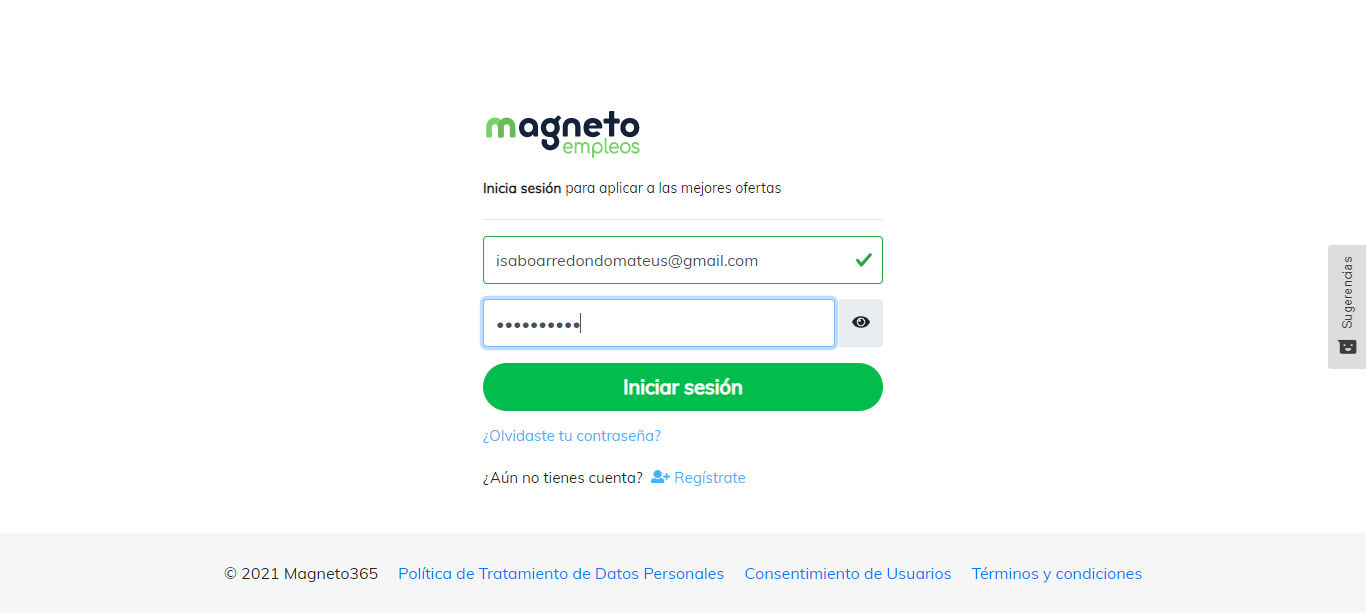 magneto
empleos
Inicia sesión para aplicar a las mejores ofertas
isaboarredondomateus@gmail.com
••••••••••
Iniciar sesión
¿Olvidaste tu contraseña?
¿Aún no tienes cuenta? Regístrate
Sugerencias
© 2021 Magneto365 Política de Tratamiento de Datos Personales Consentimiento de Usuarios Términos y condiciones